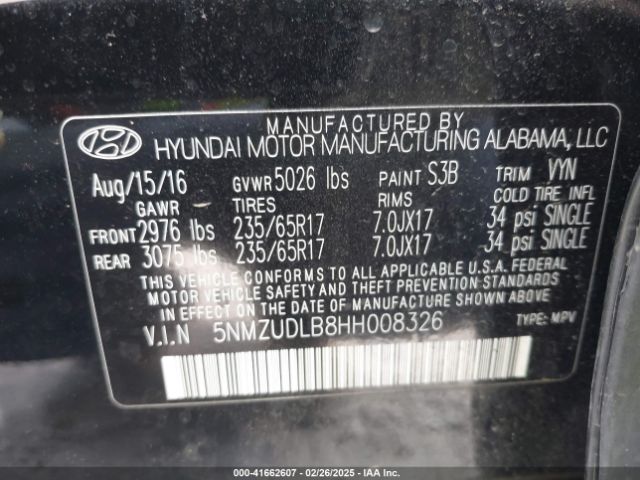 MANUFACTURED BY
HYUNDAI MOTOR MANUFACTURING ALABAMA, LLC
Aug/15/16 GVWR 5026 lbs PAINT S3B TRIM VYN
GAWR TIRES RIMS COLD TIRE INFL
FRONT 2976 lbs 235/65R17 7.0JX17 34 psi SINGLE
REAR 3075 lbs 235/65R17 7.0JX17 34 psi SINGLE
THIS VEHICLE CONFORMS TO ALL APPLICABLE U.S.A. FEDERAL
MOTOR VEHICLE SAFETY AND THEFT PREVENTION STANDARDS
IN EFFECT ON THE DATE OF MANUFACTURE SHOWN ABOVE.
V.I.N 5NMZUDLB8HH008326 TYPE: MPV
000-41662607 - 02/26/2025 - IAAI.COM